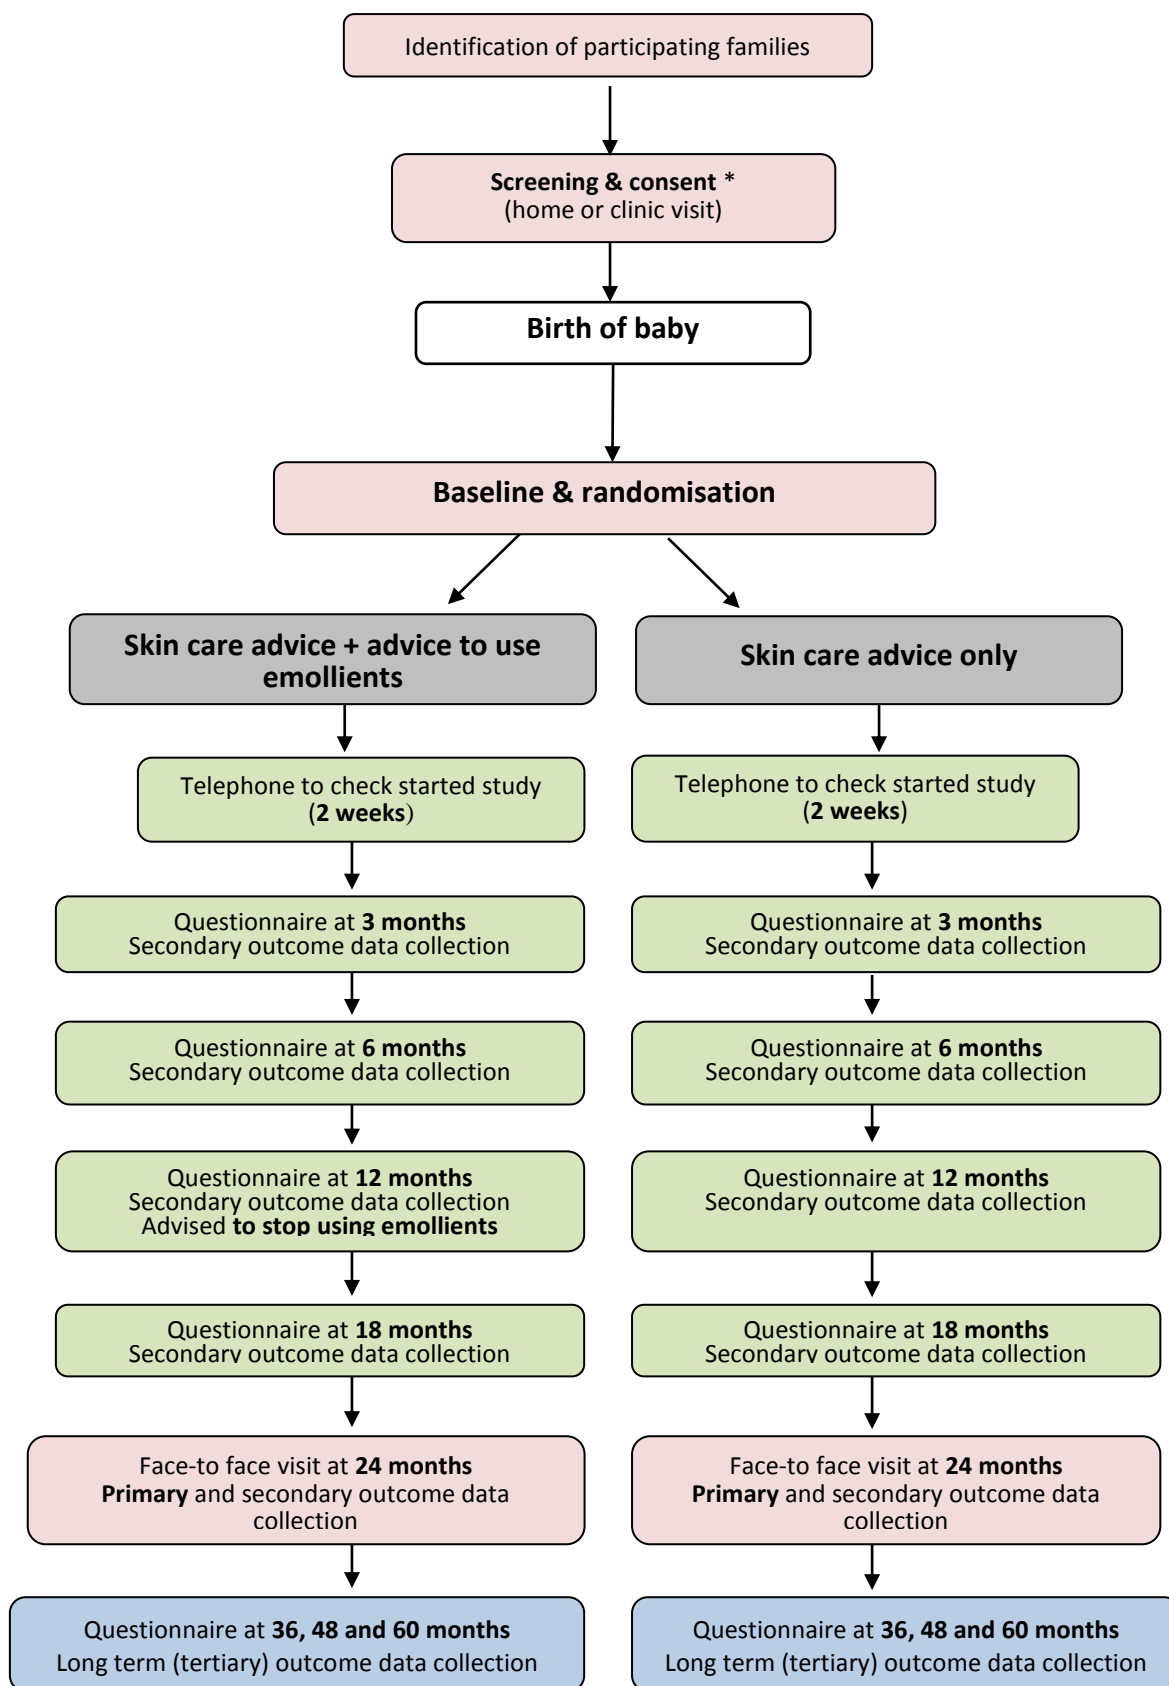 Identification of participating families
Screening & consent *
(home or clinic visit)
Birth of baby
Baseline & randomisation
Skin care advice + advice to use
emollients
Skin care advice only
Telephone to check started study
(2 weeks)
Telephone to check started study
(2 weeks)
Questionnaire at 3 months
Secondary outcome data collection
Questionnaire at 3 months
Secondary outcome data collection
Questionnaire at 6 months
Secondary outcome data collection
Questionnaire at 6 months
Secondary outcome data collection
Questionnaire at 12 months
Secondary outcome data collection
Advised to stop using emollients
Questionnaire at 12 months
Secondary outcome data collection
Questionnaire at 18 months
Secondary outcome data collection
Questionnaire at 18 months
Secondary outcome data collection
Face-to face visit at 24 months
Primary and secondary outcome data
collection
Face-to face visit at 24 months
Primary and secondary outcome data
collection
Questionnaire at 36, 48 and 60 months
Long term (tertiary) outcome data collection
Questionnaire at 36, 48 and 60 months
Long term (tertiary) outcome data collection